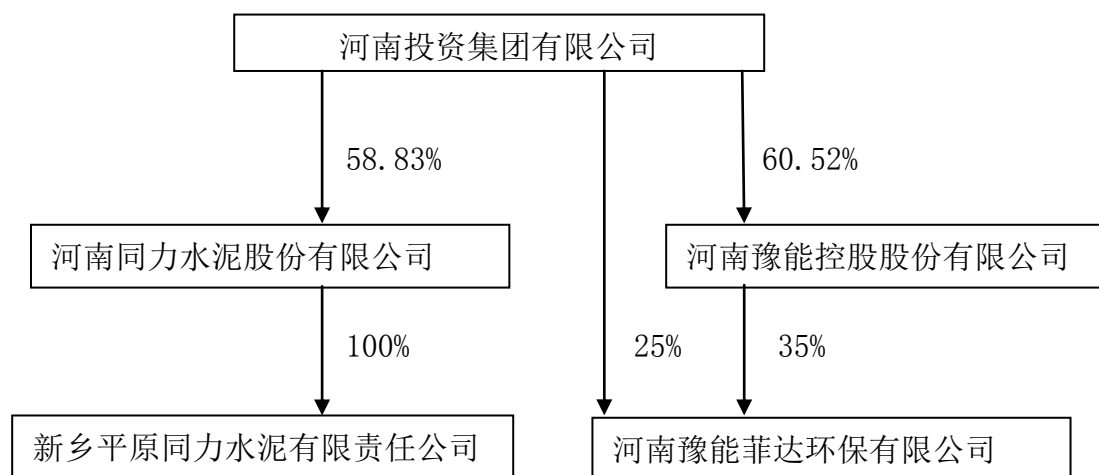 河南投资集团有限公司
58.83%
60.52%
河南同力水泥股份有限公司
河南豫能控股股份有限公司
100%
25%
35%
新乡平原同力水泥有限责任公司
河南豫能菲达环保有限公司